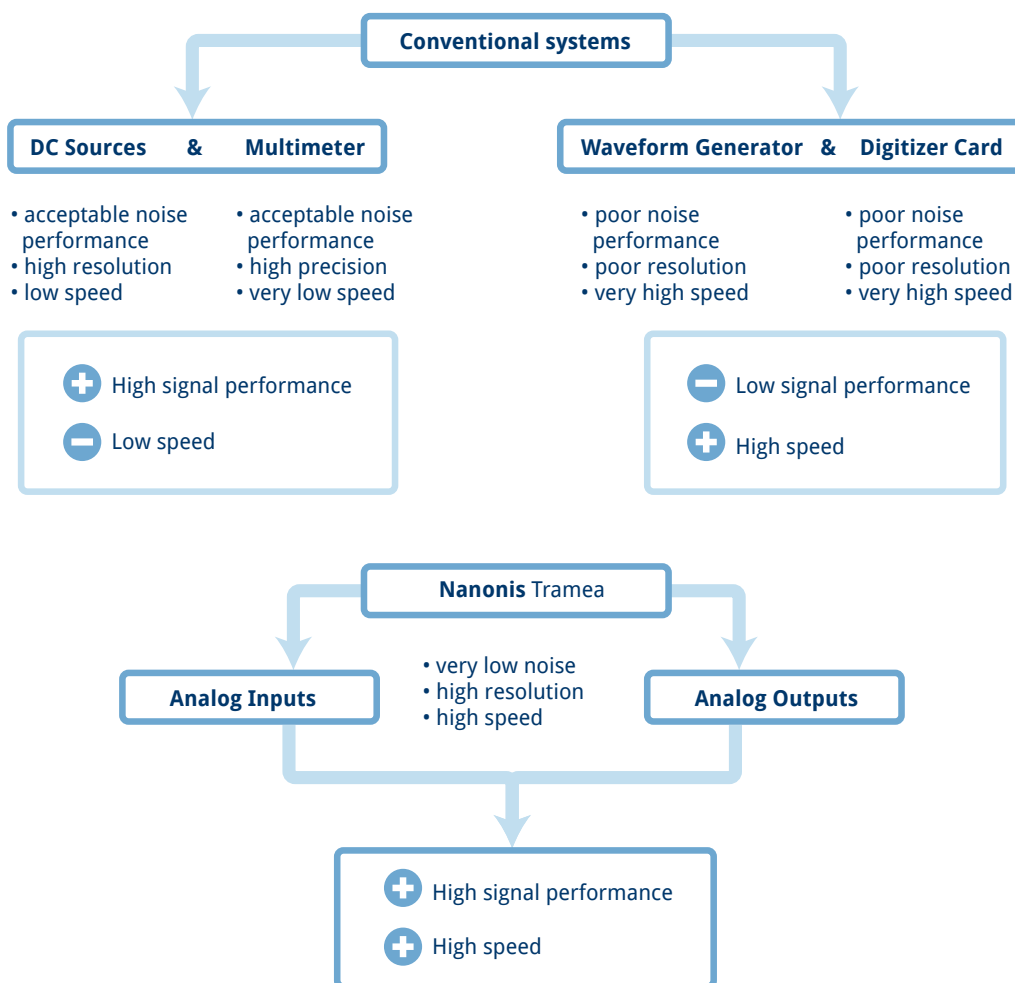 Conventional systems
DC Sources & Multimeter
Waveform Generator & Digitizer Card
• acceptable noise
performance
• high resolution
• low speed
• acceptable noise
performance
• high precision
• very low speed
• poor noise
performance
• poor resolution
• very high speed
• poor noise
performance
• poor resolution
• very high speed
High signal performance
Low speed
Low signal performance
High speed
Nanonis Tramea
Analog Inputs
• very low noise
• high resolution
• high speed
Analog Outputs
High signal performance
High speed